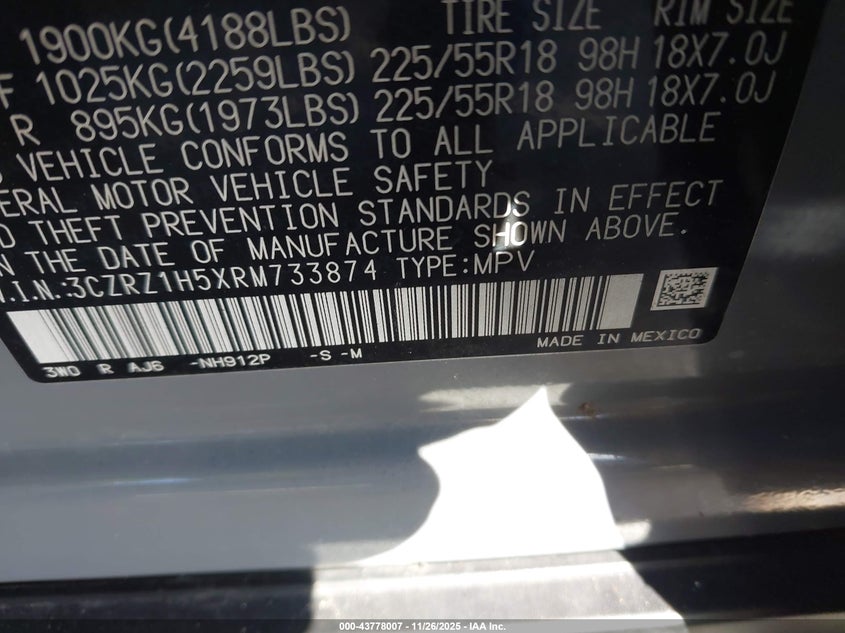 TIRE SIZE RIM SIZE
1900KG(4188LBS)
F 1025KG(2259LBS) 225/55R18 98H 18X7.0J
R 895KG(1973LBS) 225/55R18 98H 18X7.0J
VEHICLE CONFORMS TO ALL APPLICABLE
MOTOR VEHICLE SAFETY
THEFT PREVENTION STANDARDS IN EFFECT
THE DATE OF MANUFACTURE SHOWN ABOVE.
.I.N.:3CZRZ1H5XRM733874 TYPE:MPV
3W0 R AJ6 -NH912P -S -M MADE IN MEXICO
000-43778007 - 11/26/2025 - IAA Inc.